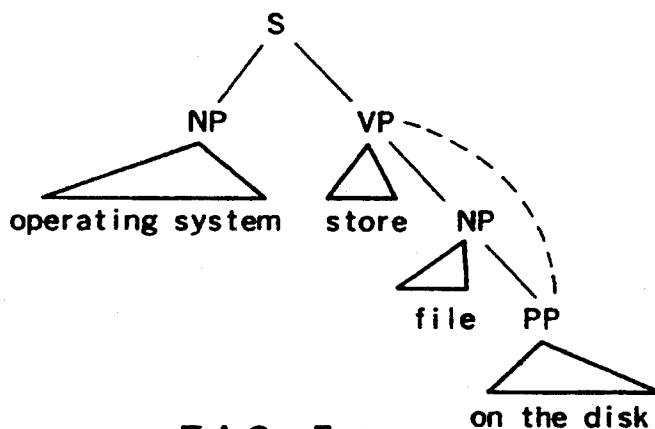 S
NP VP
operating system store NP
file PP
on the disk